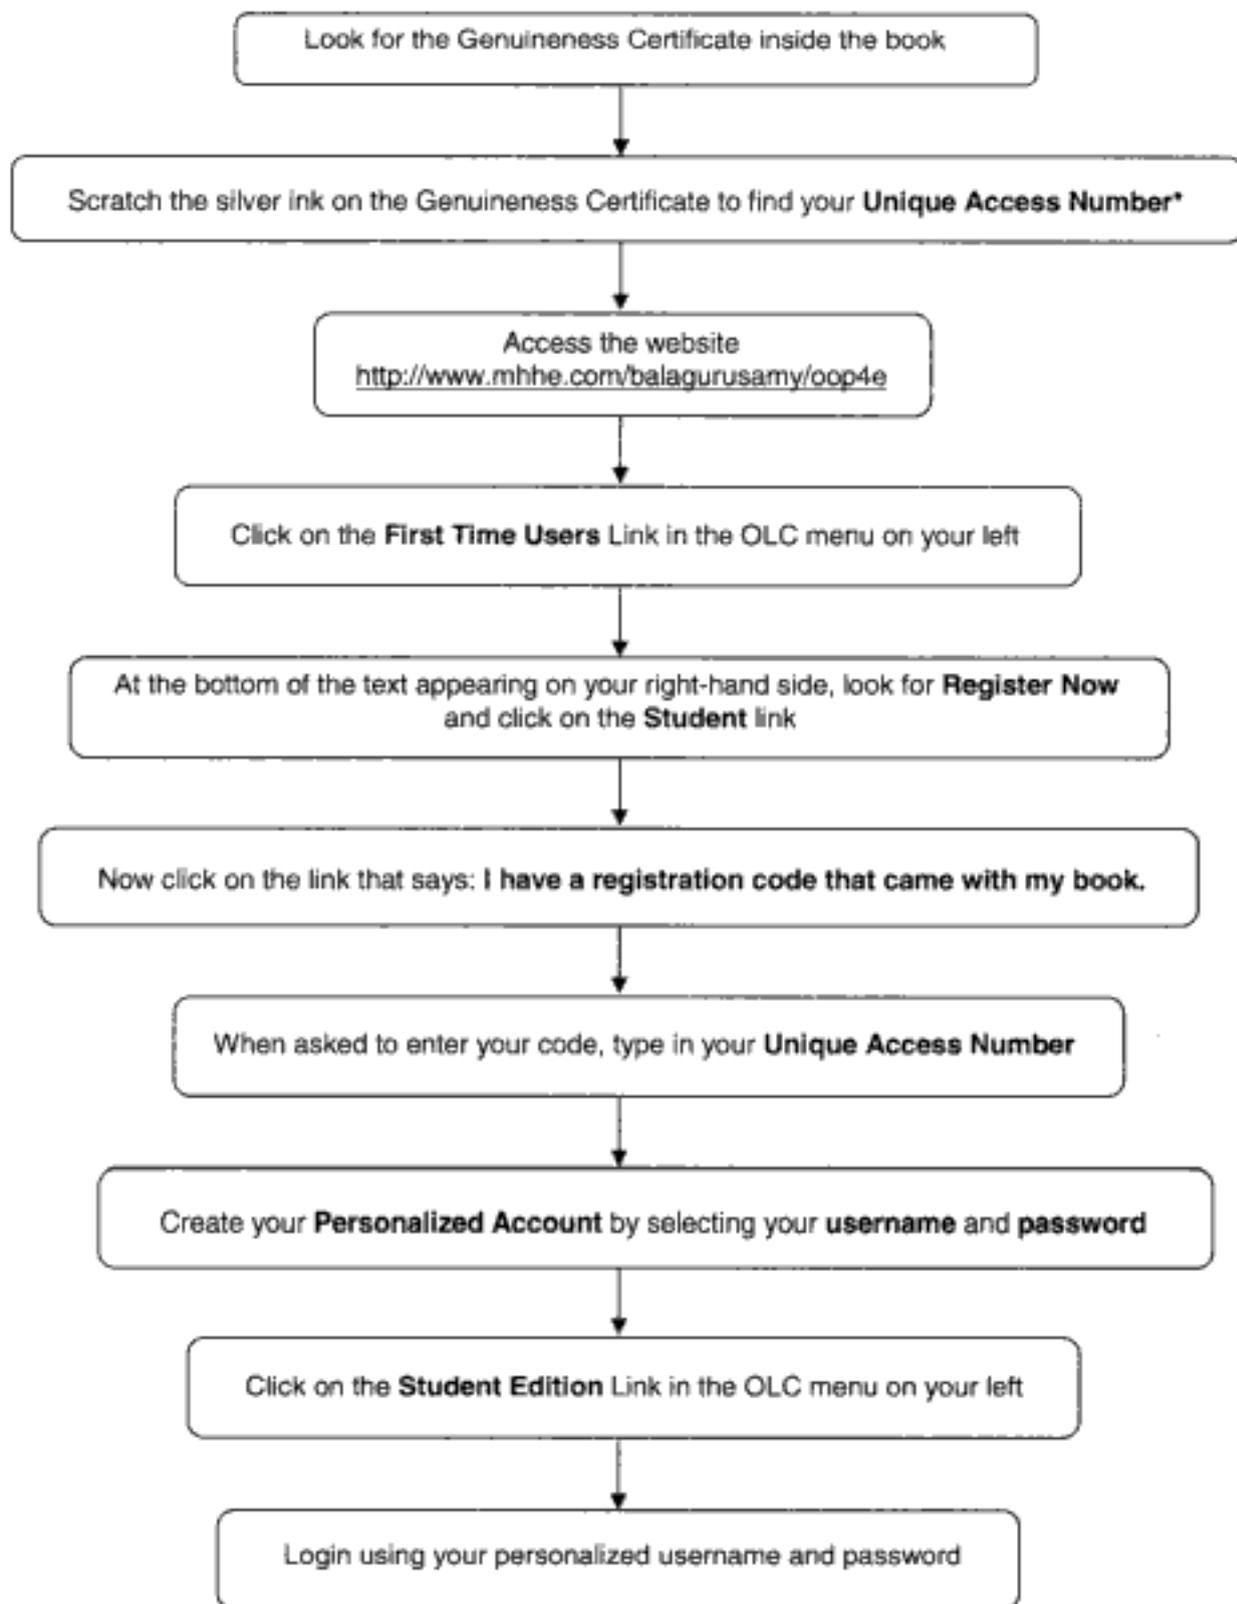 Look for the Genuineness Certificate inside the book
Scratch the silver ink on the Genuineness Certificate to find your Unique Access Number*
Access the website
http://www.mhhe.com/balagurusamy/oop4e
Click on the First Time Users Link in the OLC menu on your left
At the bottom of the text appearing on your right-hand side, look for Register Now
and click on the Student link
Now click on the link that says: I have a registration code that came with my book.
When asked to enter your code, type in your Unique Access Number
Create your Personalized Account by selecting your username and password
Click on the Student Edition Link in the OLC menu on your left
Login using your personalized username and password